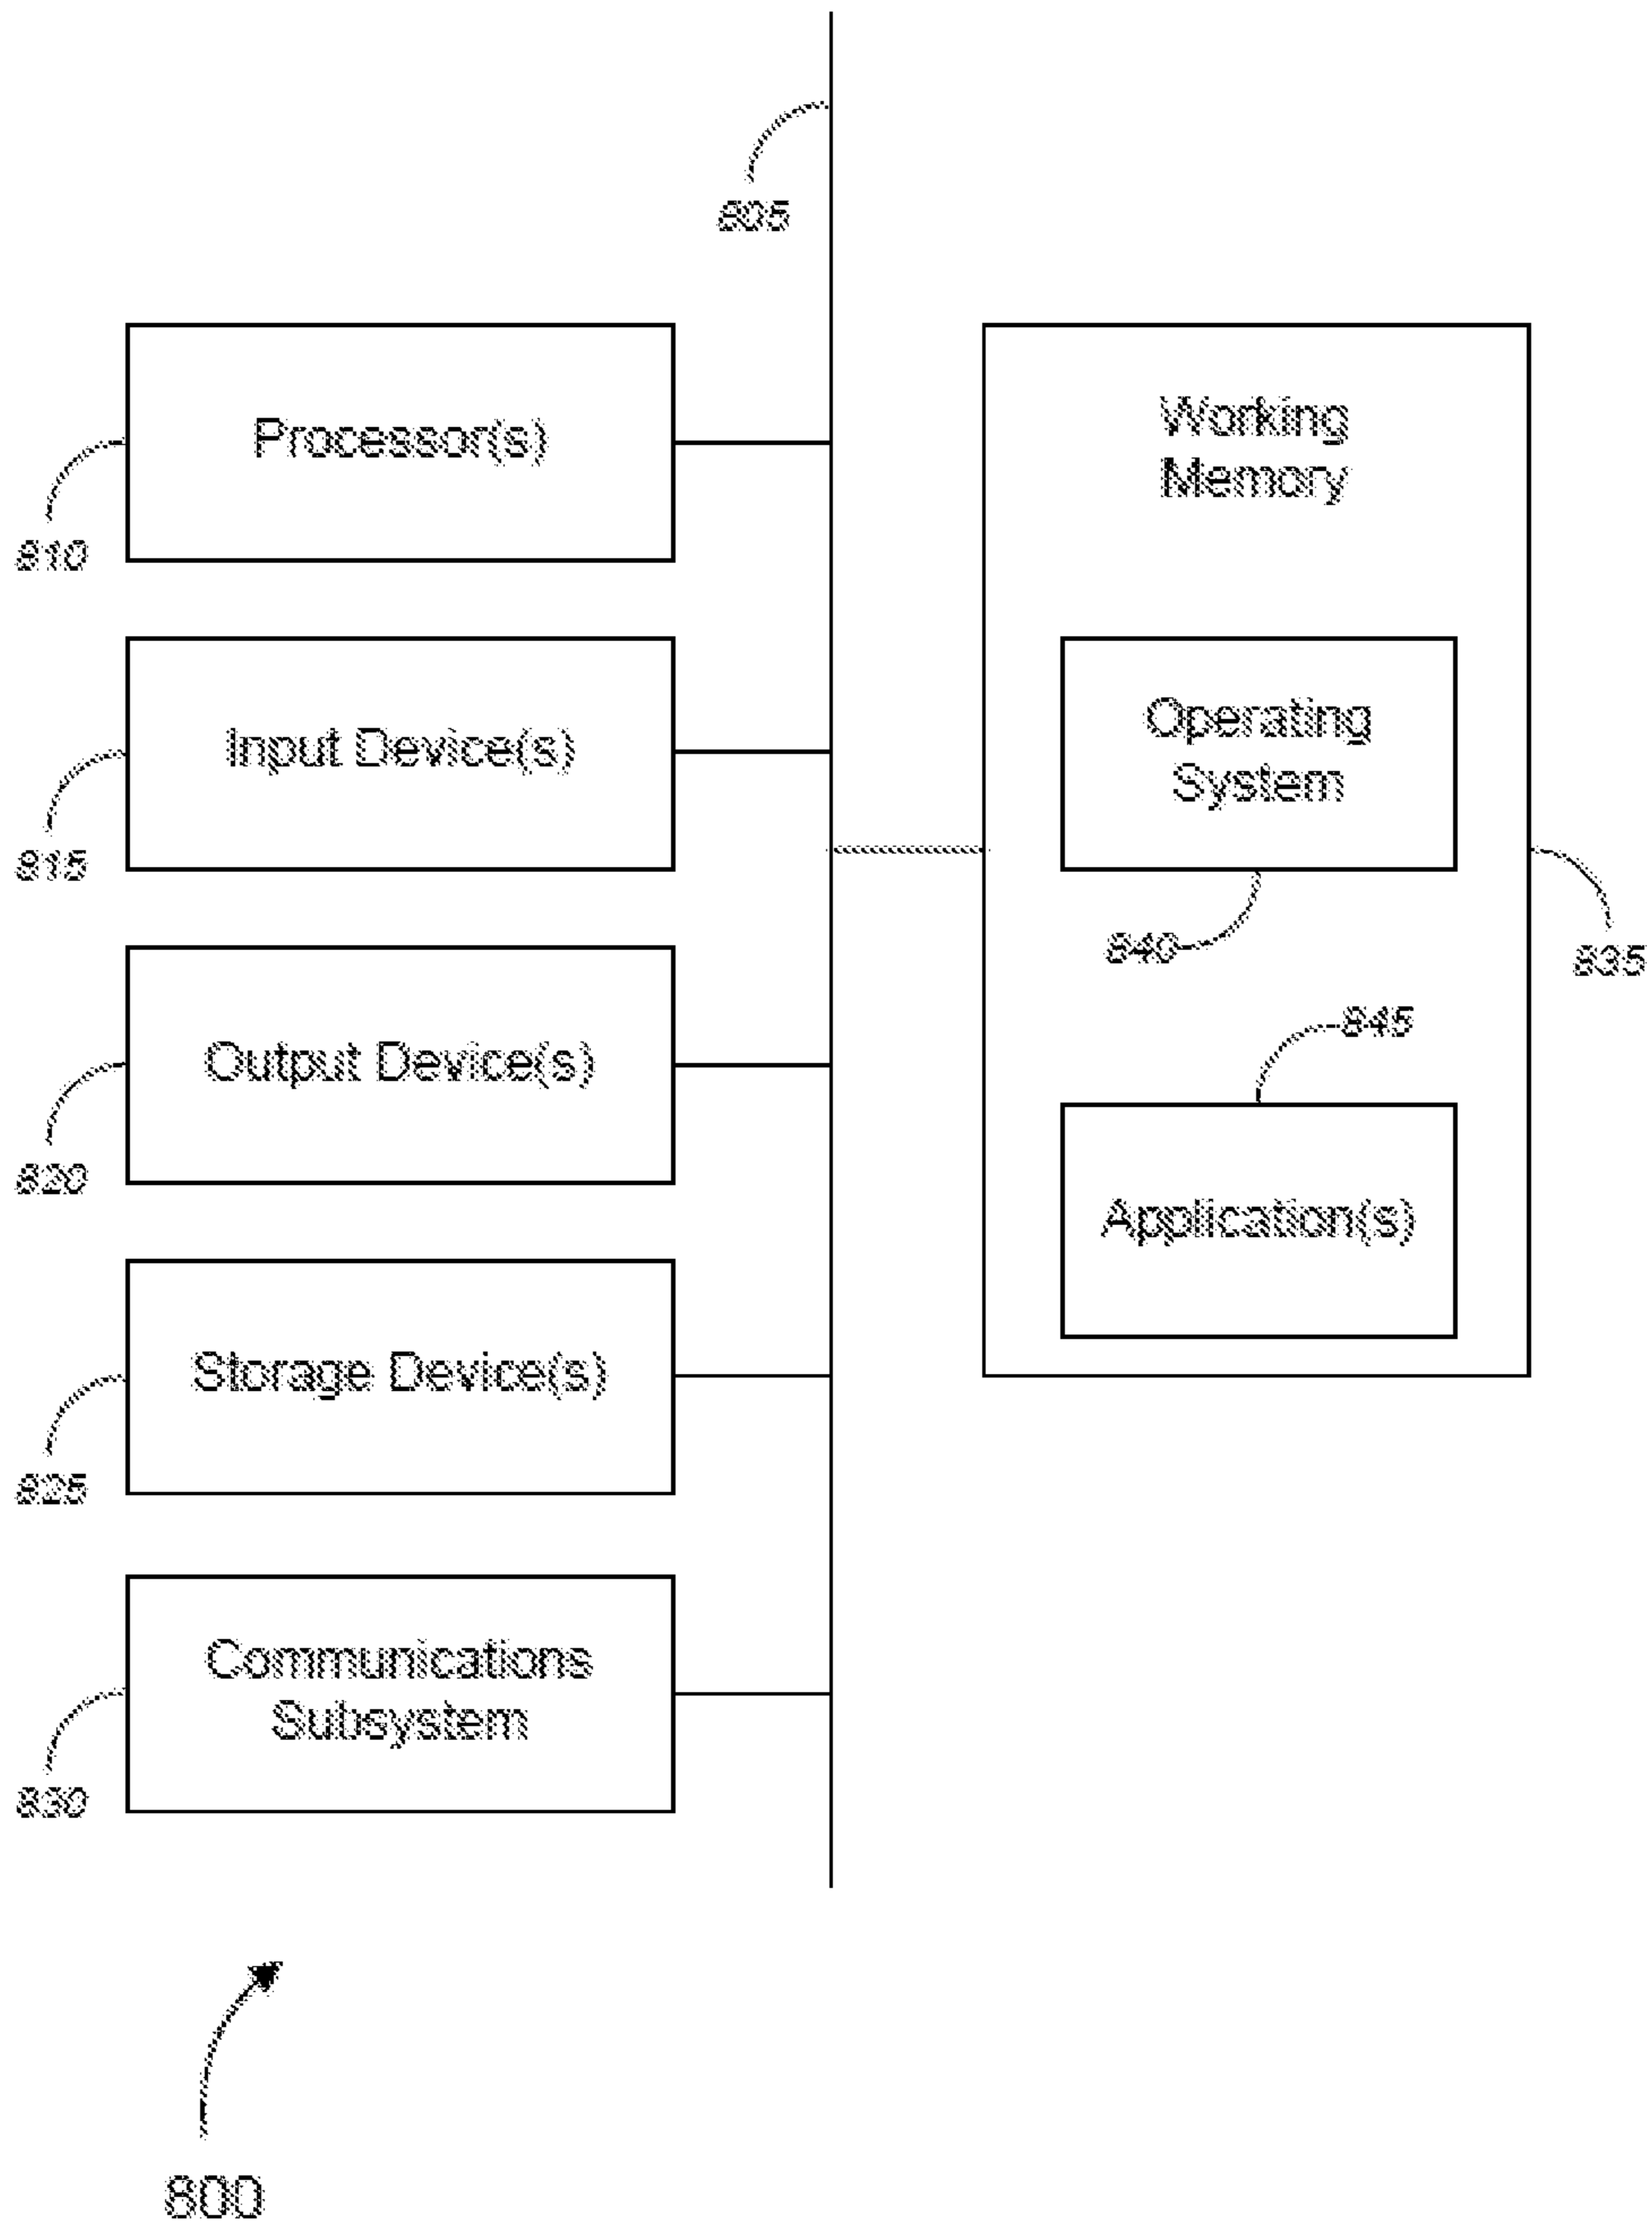 805
Processor(s)
810
Input Device(s)
815
Output Device(s)
820
Storage Device(s)
825
Communications
Subsystem
830
Working
Memory
Operating
System
840
835
845
Application(s)
800